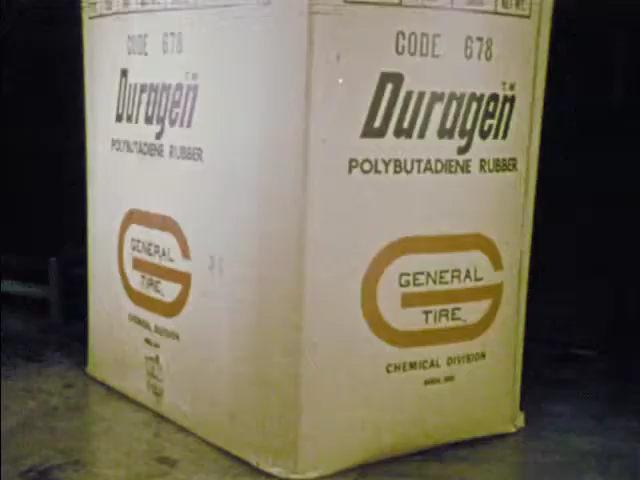 CODE 678
Duragen T.M.
POLYBUTADIENE RUBBER
GENERAL
TIRE
CHEMICAL DIVISION
CODE 678
Duragen T.M.
POLYBUTADIENE RUBBER
GENERAL
TIRE
CHEMICAL DIVISION